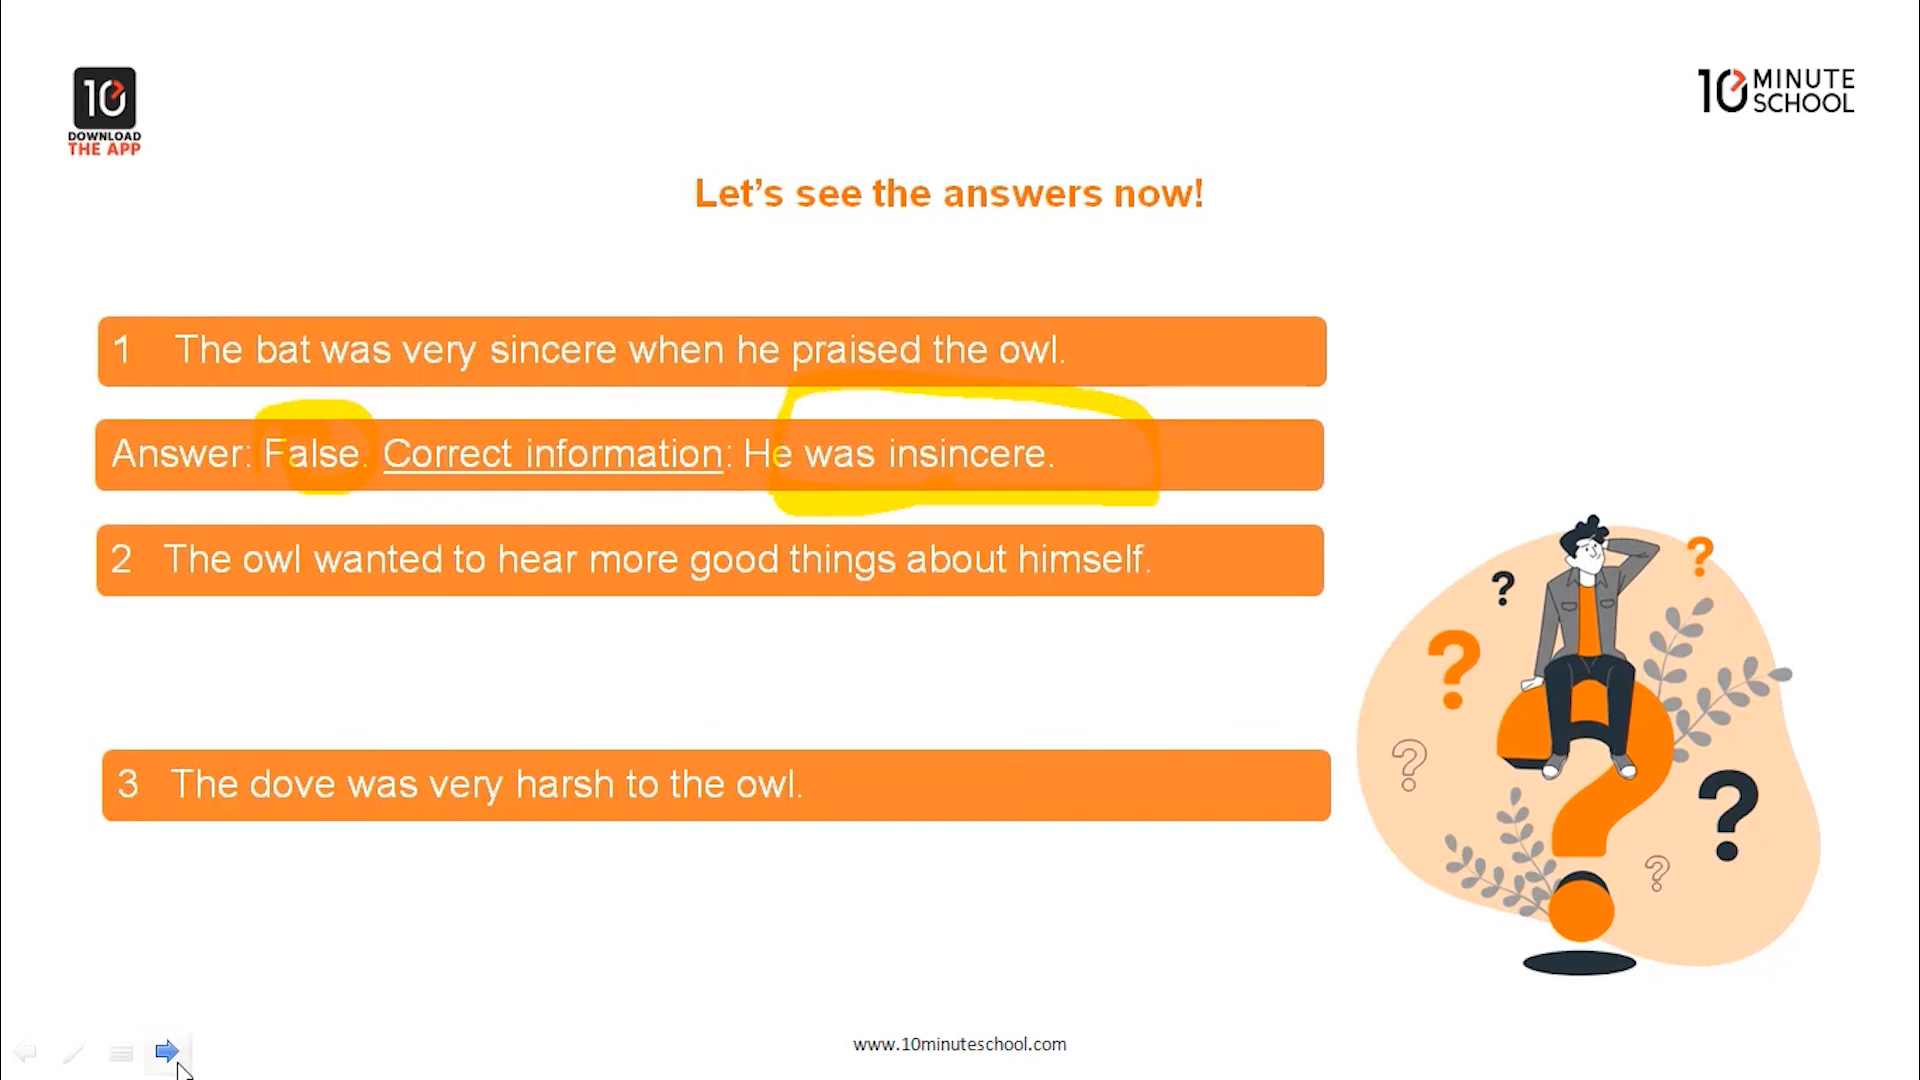 10
DOWNLOAD
THE APP
10 MINUTE
SCHOOL
Let's see the answers now!
1 The bat was very sincere when he praised the owl.
Answer: False. Correct information: He was insincere.
2 The owl wanted to hear more good things about himself.
3 The dove was very harsh to the owl.
? ? ? ? ? ? ?
www.10minuteschool.com